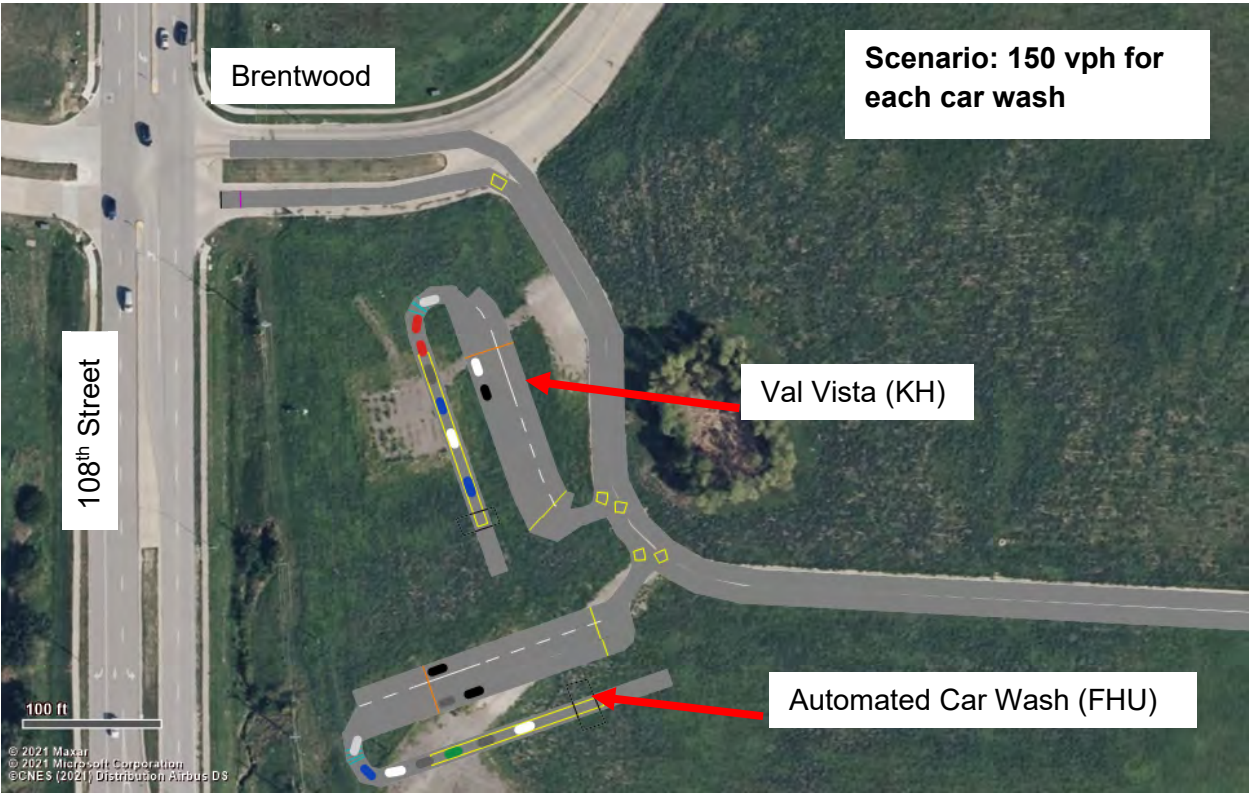 Brentwood
Scenario: 150 vph for
each car wash
Val Vista (KH)
108th Street
Automated Car Wash (FHU)
100 ft
© 2021 Maxar
© 2021 Microsoft Corporation
©CNES (2021) Distribution Airbus DS